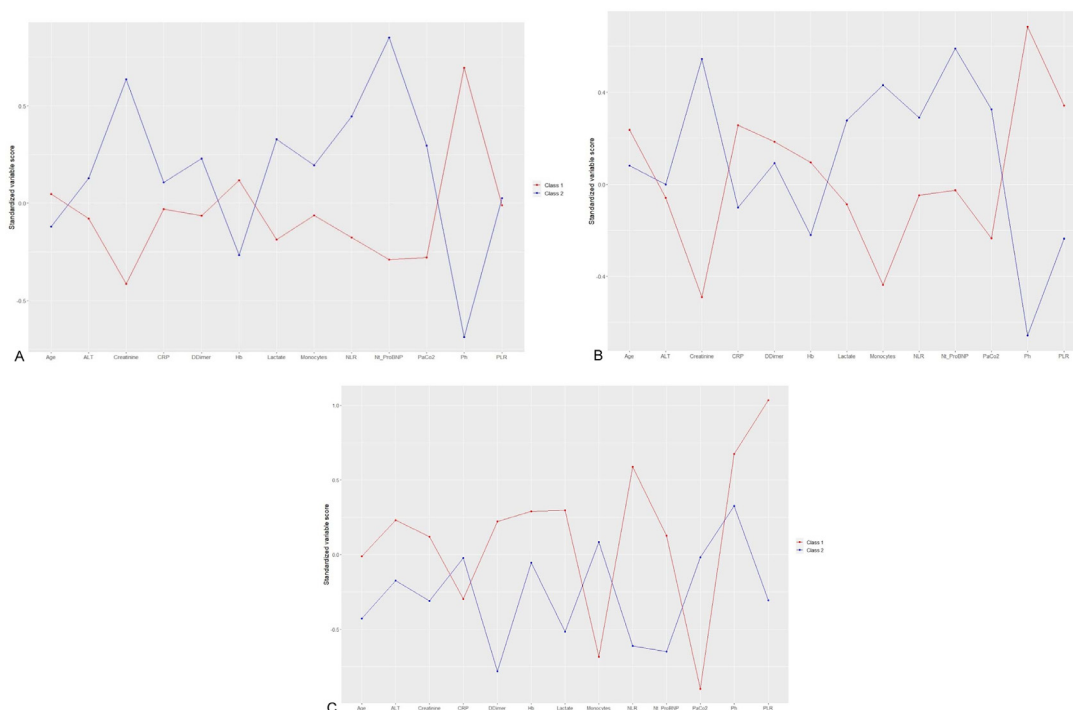 0.5
0.0
-0.5
Standardized variable score
Age ALT Creatinine CRP DDimer Hb Lactate Monocytes NLR Nt_ProBNP PaCo2 Ph PLR
Class 1
Class 2
A
0.4
0.0
-0.4
Standardized variable score
Age ALT Creatinine CRP DDimer Hb Lactate Monocytes NLR Nt_ProBNP PaCo2 Ph PLR
Class 1
Class 2
B
1.0
0.5
0.0
-0.5
Standardized variable score
Age ALT Creatinine CRP DDimer Hb Lactate Monocytes NLR Nt_ProBNP PaCo2 Ph PLR
Class 1
Class 2
C